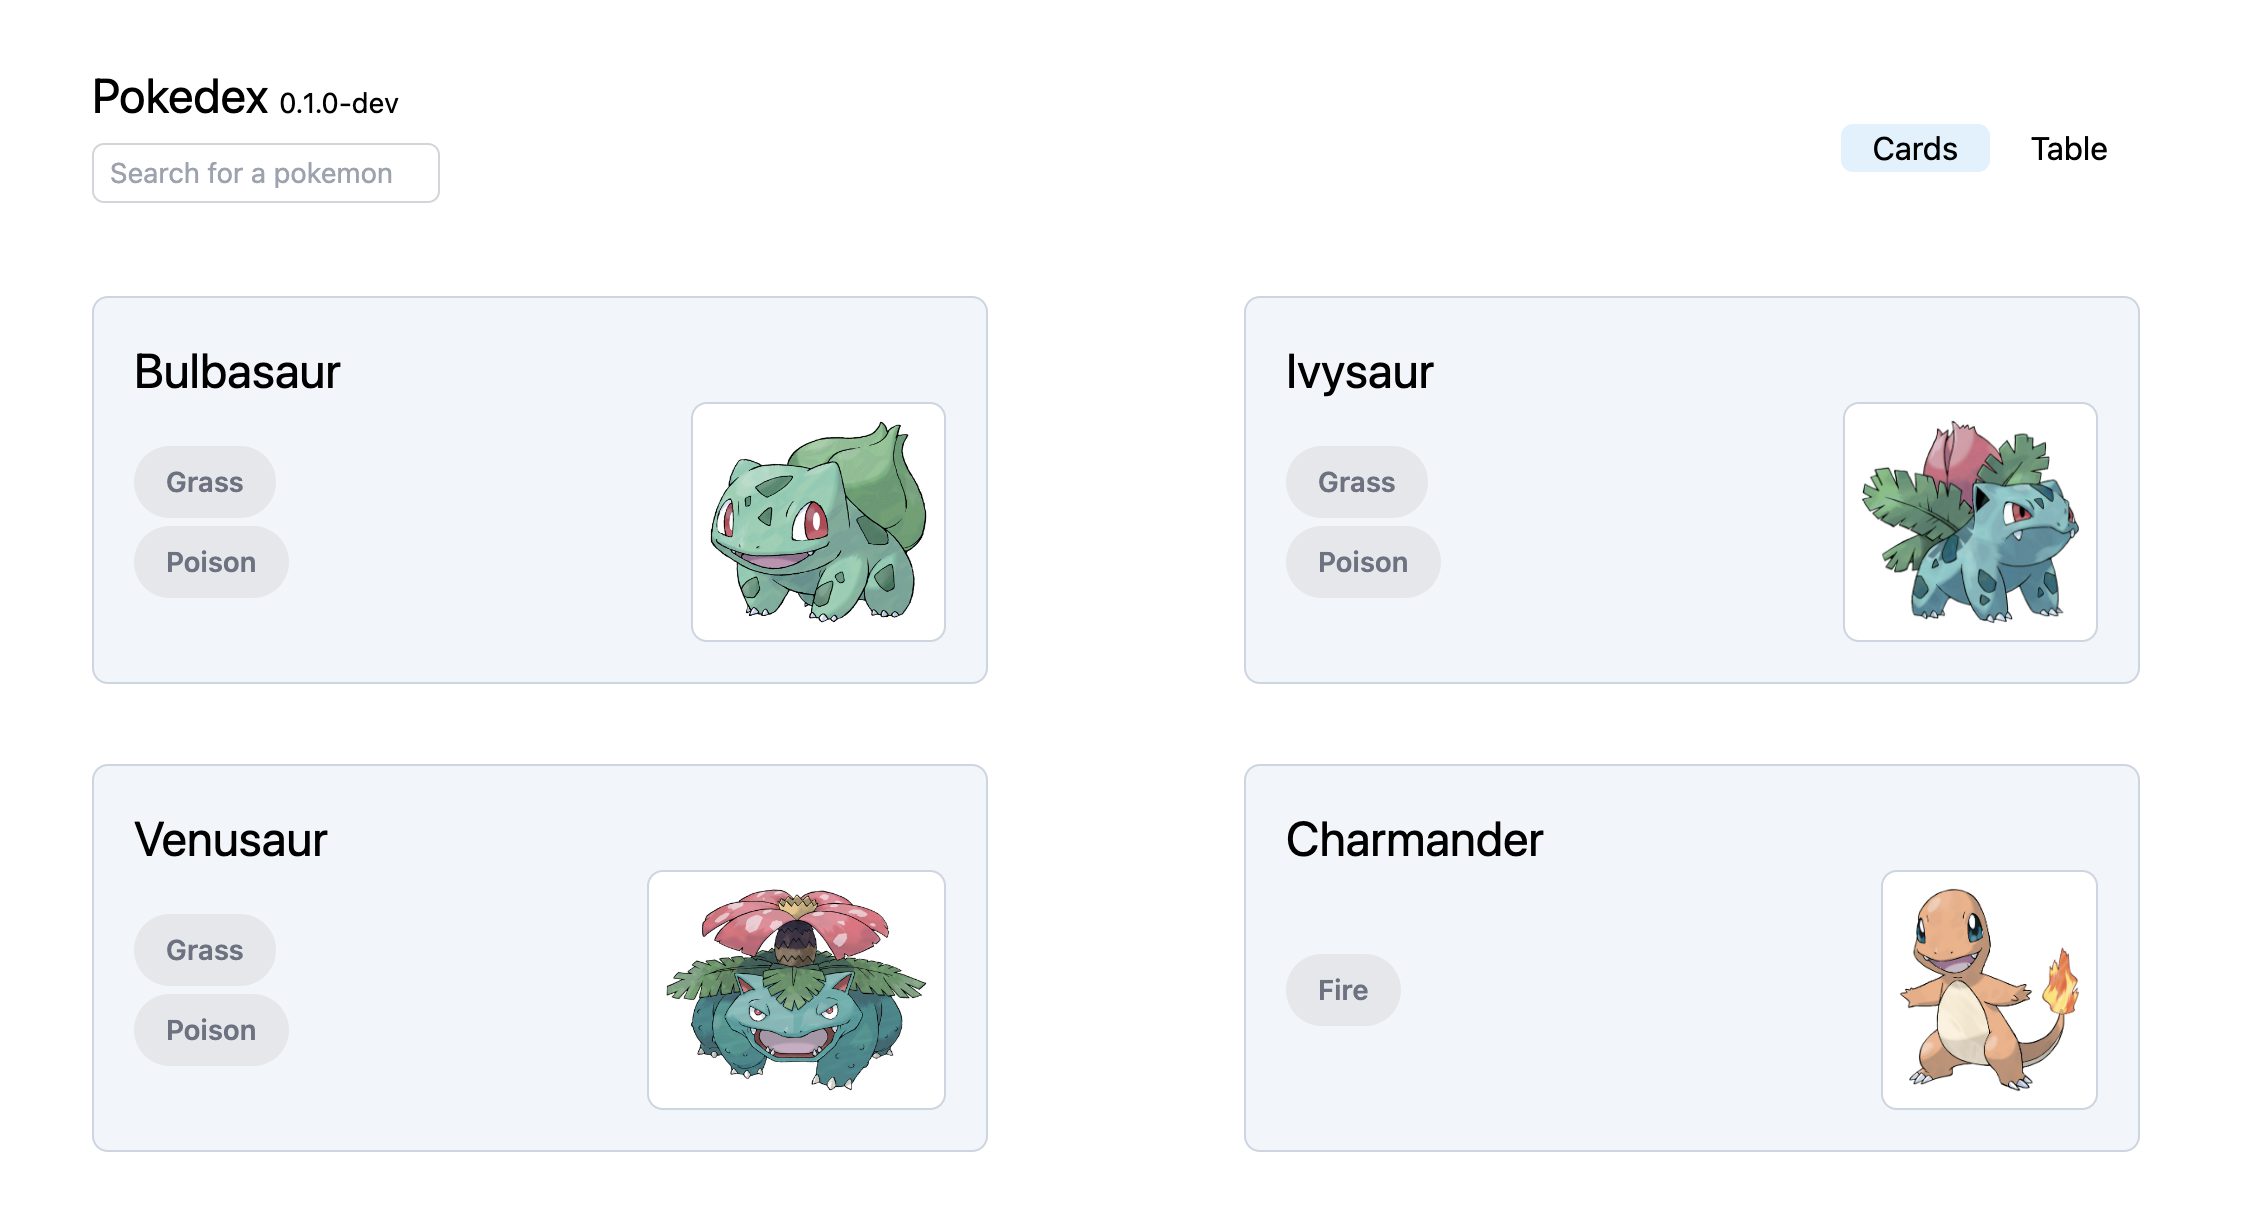 Pokedex 0.1.0-dev
Search for a pokemon
Cards
Table
Bulbasaur
Grass
Poison
Ivysaur
Grass
Poison
Venusaur
Grass
Poison
Charmander
Fire